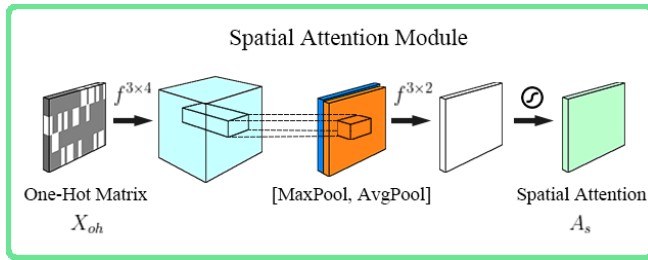 Spatial Attention Module
f^{3×4}
f^{3×2}
One-Hot Matrix
[MaxPool, AvgPool]
Spatial Attention
X_{oh}
A_s